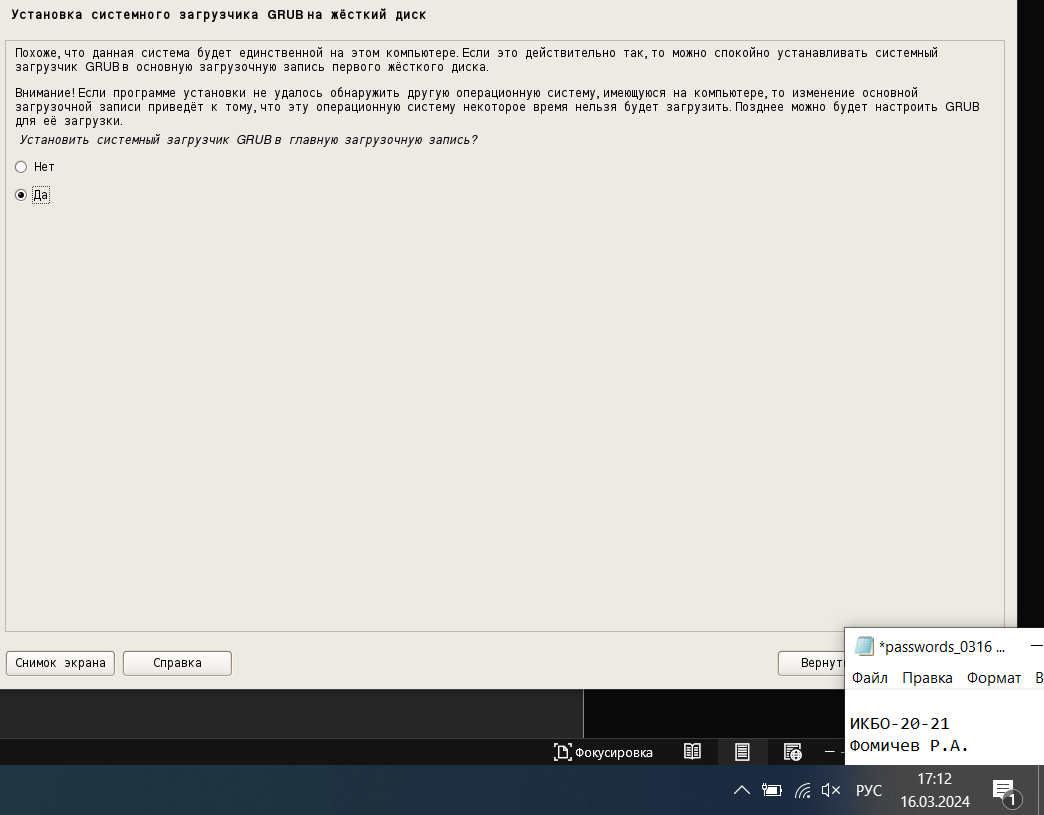 Установка системного загрузчика GRUB на жёсткий диск
Похоже, что данная система будет единственной на этом компьютере. Если это действительно так, то можно спокойно устанавливать системный
загрузчик GRUB в основную загрузочную запись первого жёсткого диска.
Внимание! Если программе установки не удалось обнаружить другую операционную систему, имеющуюся на компьютере, то изменение основной
загрузочной записи приведёт к тому, что эту операционную систему некоторое время нельзя будет загрузить. Позднее можно будет настроить GRUB
для её загрузки.
Установить системный загрузчик GRUB в главную загрузочную запись?
Нет
Да
Снимок экрана Справка Вернут
*passwords_0316 ...
Файл Правка Формат В
ИКБО-20-21
Фомичев Р.А.
Фокусировка
РУС 17:12
16.03.2024 1